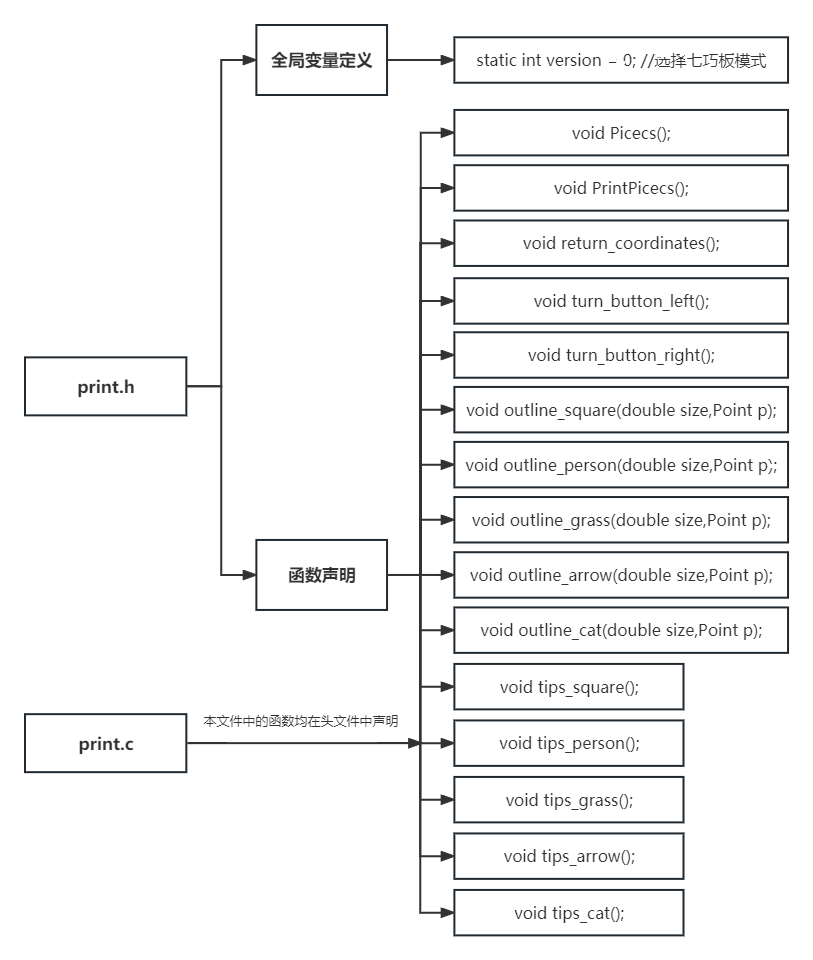 全局变量定义
static int version = 0; //选择七巧板模式
void Picecs();
void PrintPicecs();
void return_coordinates();
void turn_button_left();
void turn_button_right();
print.h
void outline_square(double size,Point p);
void outline_person(double size,Point p);
void outline_grass(double size,Point p);
函数声明
void outline_arrow(double size,Point p);
void outline_cat(double size,Point p);
void tips_square();
本文件中的函数均在头文件中声明
print.c
void tips_person();
void tips_grass();
void tips_arrow();
void tips_cat();